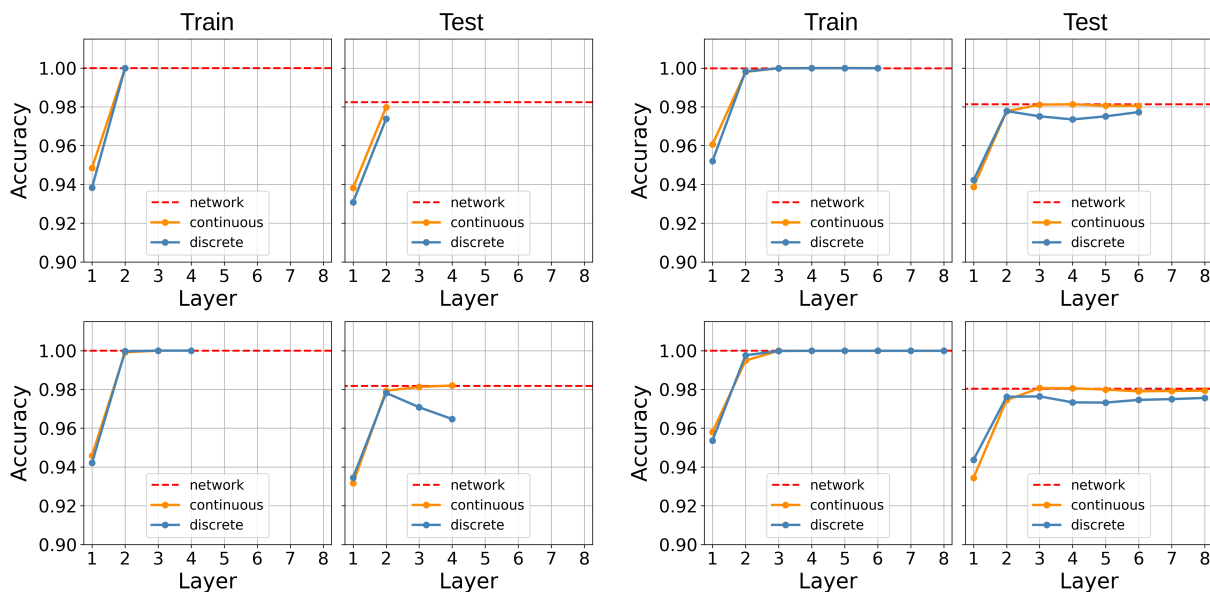 Train
Test
Accuracy
1.00
0.98
0.96
0.94
0.92
0.90
network
continuous
discrete
1 2 3 4 5 6 7 8
Layer
network
continuous
discrete
1 2 3 4 5 6 7 8
Layer
Train
Test
Accuracy
1.00
0.98
0.96
0.94
0.92
0.90
network
continuous
discrete
1 2 3 4 5 6 7 8
Layer
network
continuous
discrete
1 2 3 4 5 6 7 8
Layer
Accuracy
1.00
0.98
0.96
0.94
0.92
0.90
network
continuous
discrete
1 2 3 4 5 6 7 8
Layer
network
continuous
discrete
1 2 3 4 5 6 7 8
Layer
Accuracy
1.00
0.98
0.96
0.94
0.92
0.90
network
continuous
discrete
1 2 3 4 5 6 7 8
Layer
network
continuous
discrete
1 2 3 4 5 6 7 8
Layer